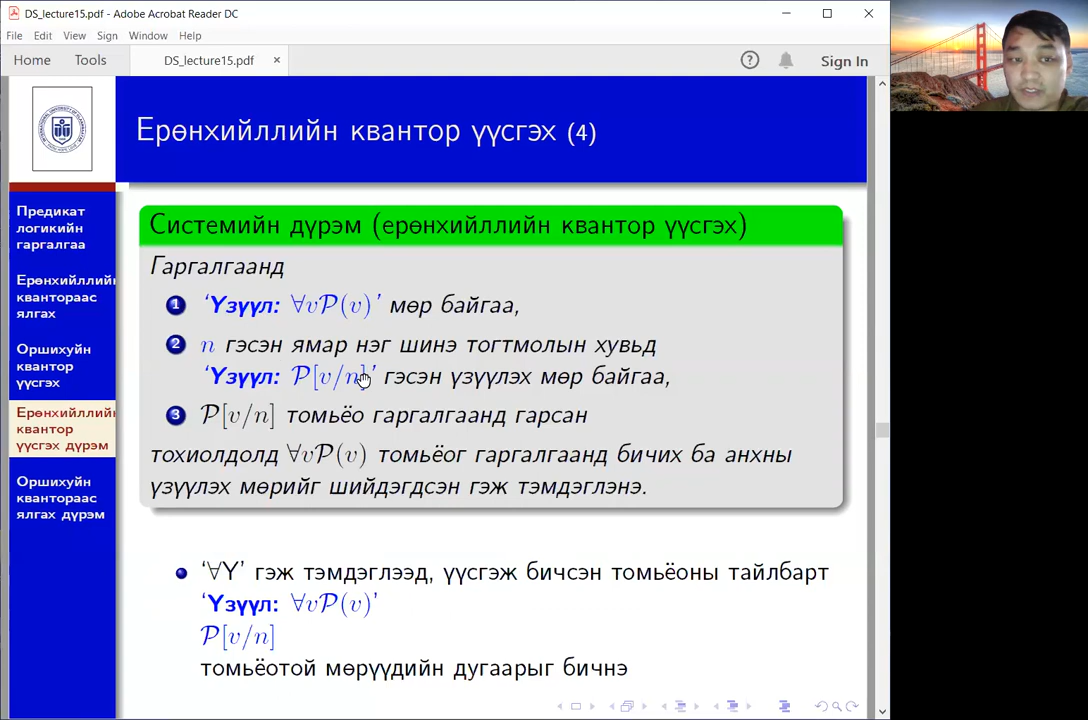 DS_lecture15.pdf - Adobe Acrobat Reader DC
File Edit View Sign Window Help
Home Tools DS_lecture15.pdf × Sign In
Ерөнхийллийн квантор үүсгэх (4)
Предикат
логикийн
гаргалгаа
Ерөнхийллийн
квантораас
ялгах
Оршихуйн
квантор
үүсгэх
Ерөнхийллийн
квантор
үүсгэх дүрэм
Оршихуйн
квантораас
ялгах дүрэм
Системийн дүрэм (ерөнхийллийн квантор үүсгэх)
Гаргалгаанд
1 ‘Үзүүл: ∀v𝒫(v)’ мөр байгаа,
2 n гэсэн ямар нэг шинэ тогтмолын хувьд
‘Үзүүл: 𝒫[v/n]’ гэсэн үзүүлэх мөр байгаа,
3 𝒫[v/n] томьёо гаргалгаанд гарсан
тохиолдолд ∀v𝒫(v) томьёог гаргалгаанд бичих ба анхны
үзүүлэх мөрийг шийдэгдсэн гэж тэмдэглэнэ.
• ‘∀Ү’ гэж тэмдэглээд, үүсгэж бичсэн томьёоны тайлбарт
‘Үзүүл: ∀v𝒫(v)’
𝒫[v/n]
томьёотой мөрүүдийн дугаарыг бичнэ